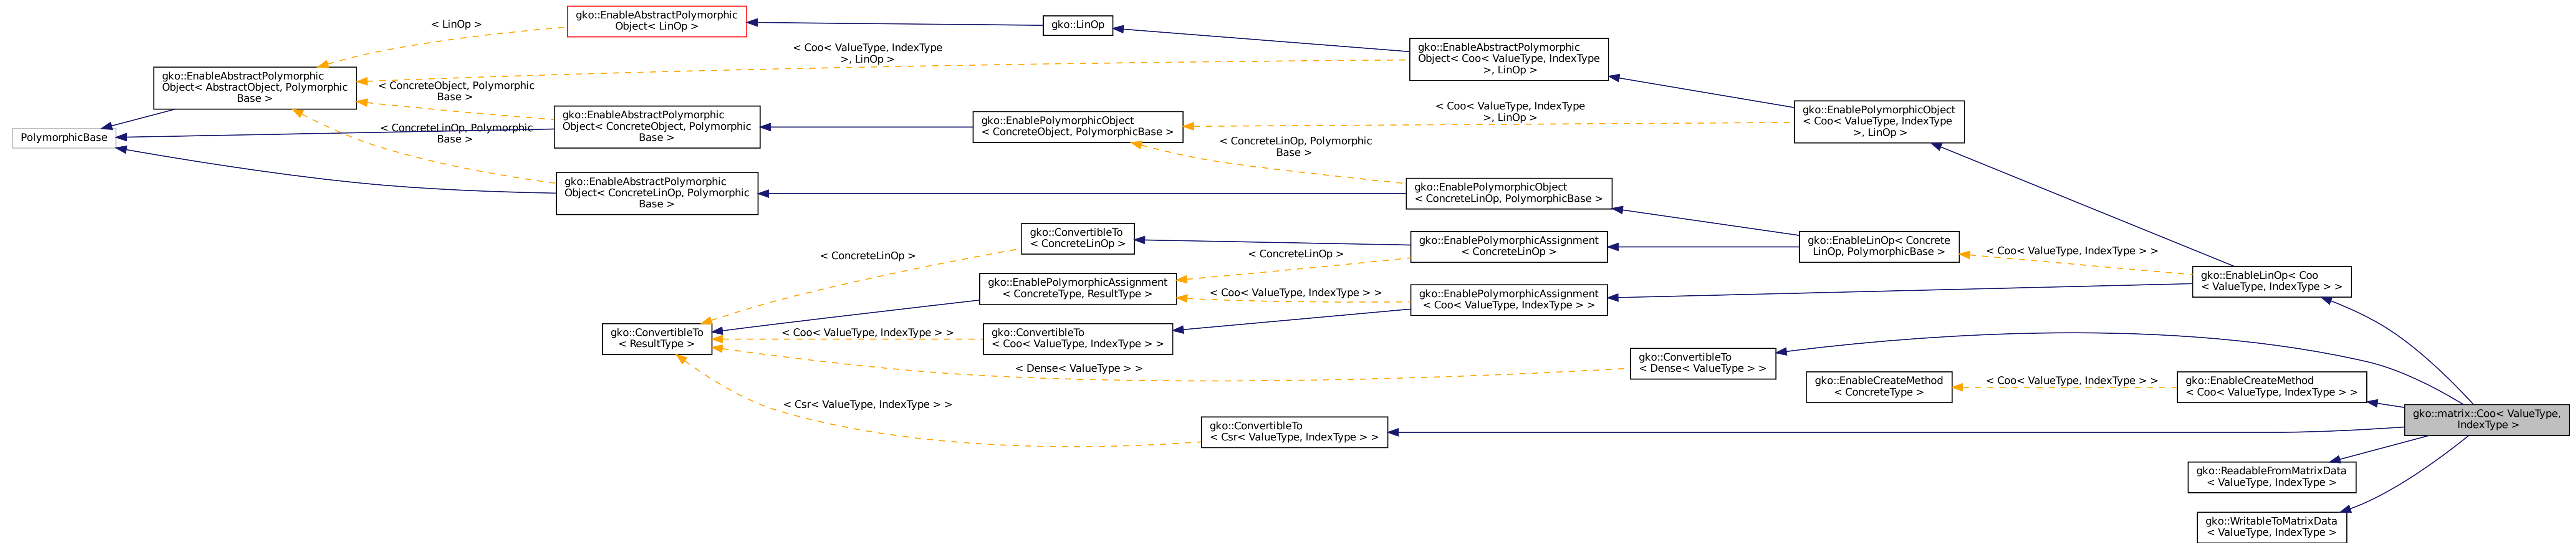 < LinOp >
gko::EnableAbstractPolymorphic
Object< LinOp >
gko::LinOp
gko::EnableAbstractPolymorphic
Object< Coo< ValueType, IndexType
>, LinOp >
< Coo< ValueType, IndexType
>, LinOp >
gko::EnableAbstractPolymorphic
Object< AbstractObject, Polymorphic
Base >
< ConcreteObject, Polymorphic
Base >
gko::EnableAbstractPolymorphic
Object< ConcreteObject, Polymorphic
Base >
gko::EnablePolymorphicObject
< ConcreteObject, PolymorphicBase >
< Coo< ValueType, IndexType
>, LinOp >
gko::EnablePolymorphicObject
< Coo< ValueType, IndexType
>, LinOp >
PolymorphicBase
< ConcreteLinOp, Polymorphic
Base >
< ConcreteLinOp, Polymorphic
Base >
gko::EnableAbstractPolymorphic
Object< ConcreteLinOp, Polymorphic
Base >
gko::EnablePolymorphicObject
< ConcreteLinOp, PolymorphicBase >
gko::ConvertibleTo
< ConcreteLinOp >
gko::EnablePolymorphicAssignment
< ConcreteLinOp >
gko::EnableLinOp< Concrete
LinOp, PolymorphicBase >
< Coo< ValueType, IndexType > >
< ConcreteLinOp >
< ConcreteLinOp >
gko::EnableLinOp< Coo
< ValueType, IndexType > >
gko::EnablePolymorphicAssignment
< ConcreteType, ResultType >
< Coo< ValueType, IndexType > >
gko::EnablePolymorphicAssignment
< Coo< ValueType, IndexType > >
gko::ConvertibleTo
< ResultType >
< Coo< ValueType, IndexType > >
gko::ConvertibleTo
< Coo< ValueType, IndexType > >
< Dense< ValueType > >
gko::ConvertibleTo
< Dense< ValueType > >
gko::EnableCreateMethod
< ConcreteType >
< Coo< ValueType, IndexType > >
gko::EnableCreateMethod
< Coo< ValueType, IndexType > >
< Csr< ValueType, IndexType > >
gko::ConvertibleTo
< Csr< ValueType, IndexType > >
gko::matrix::Coo< ValueType,
IndexType >
gko::ReadableFromMatrixData
< ValueType, IndexType >
gko::WritableToMatrixData
< ValueType, IndexType >